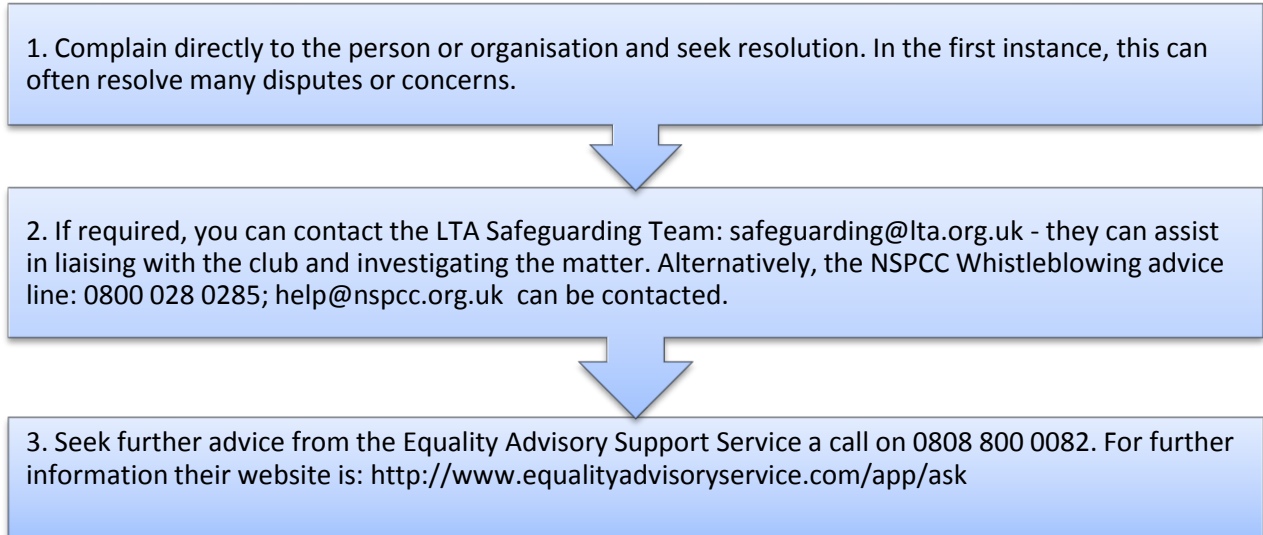 1. Complain directly to the person or organisation and seek resolution. In the first instance, this can
often resolve many disputes or concerns.
2. If required, you can contact the LTA Safeguarding Team: safeguarding@lta.org.uk - they can assist
in liaising with the club and investigating the matter. Alternatively, the NSPCC Whistleblowing advice
line: 0800 028 0285; help@nspcc.org.uk can be contacted.
3. Seek further advice from the Equality Advisory Support Service a call on 0808 800 0082. For further
information their website is: http://www.equalityadvisoryservice.com/app/ask